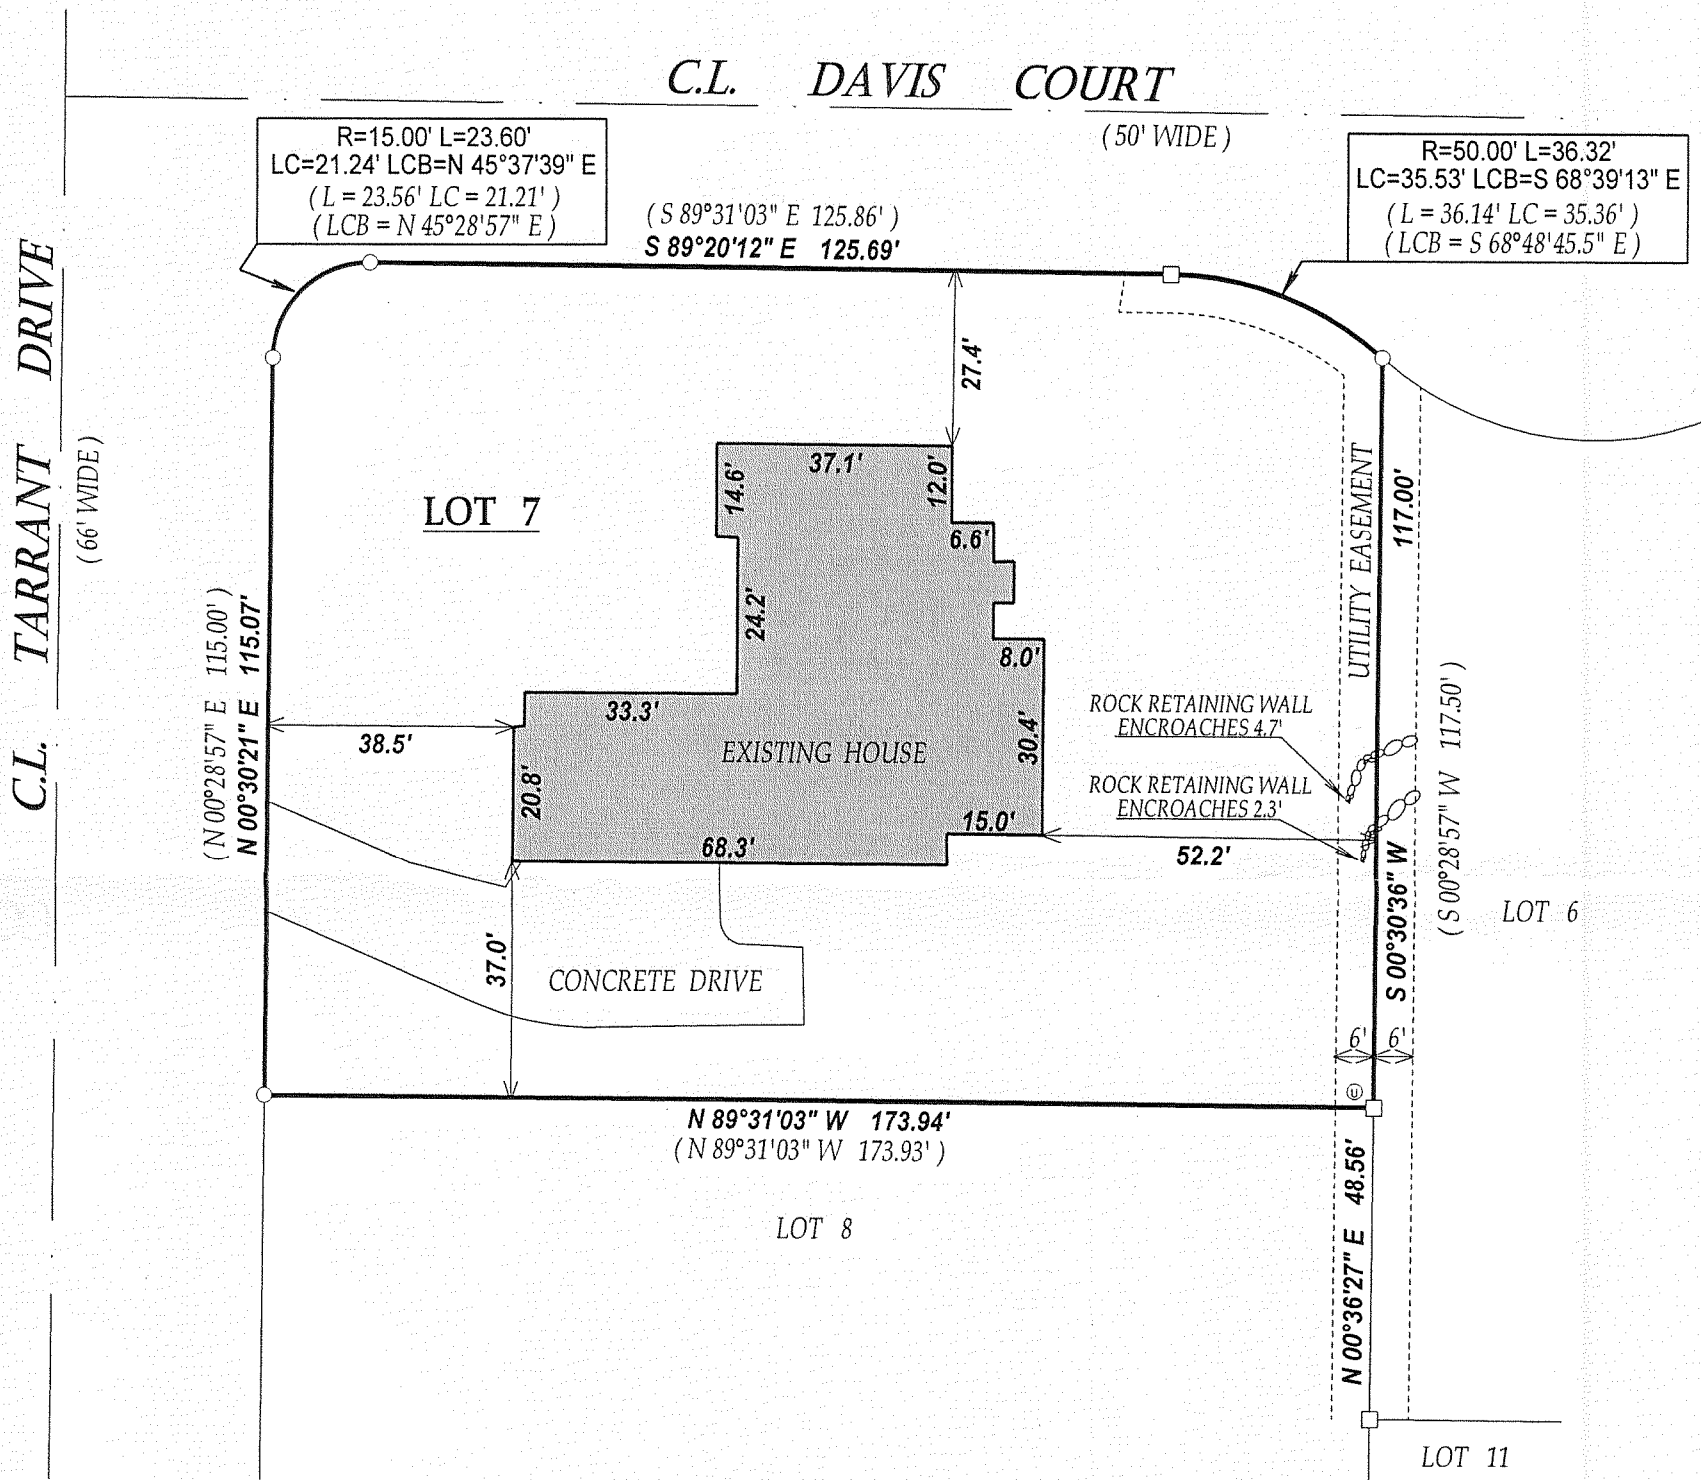 C.L. DAVIS COURT
(50' WIDE)
R=15.00' L=23.60'
LC=21.24' LCB=N 45°37'39" E
(L = 23.56' LC = 21.21')
(LCB = N 45°28'57" E)
R=50.00' L=36.32'
LC=35.53' LCB=S 68°39'13" E
(L = 36.14' LC = 35.36')
(LCB = S 68°48'45.5" E)
(S 89°31'03" E 125.86')
S 89°20'12" E 125.69'
C.L. TARRANT DRIVE
(66' WIDE)
27.4'
LOT 7
37.1'
14.6'
12.0'
6.6'
24.2'
8.0'
UTILITY EASEMENT
117.00'
S 00°30'36" W
(S 00°28'57" W 117.50')
(N 00°28'57" E 115.00')
N 00°30'21" E 115.07'
33.3'
38.5'
EXISTING HOUSE
30.4'
20.8'
15.0'
68.3'
52.2'
ROCK RETAINING WALL
ENCROACHES 4.7'
ROCK RETAINING WALL
ENCROACHES 2.3'
LOT 6
37.0'
CONCRETE DRIVE
6'
6'
U
N 89°31'03" W 173.94'
(N 89°31'03" W 173.93')
LOT 8
N 00°36'27" E 48.56'
LOT 11